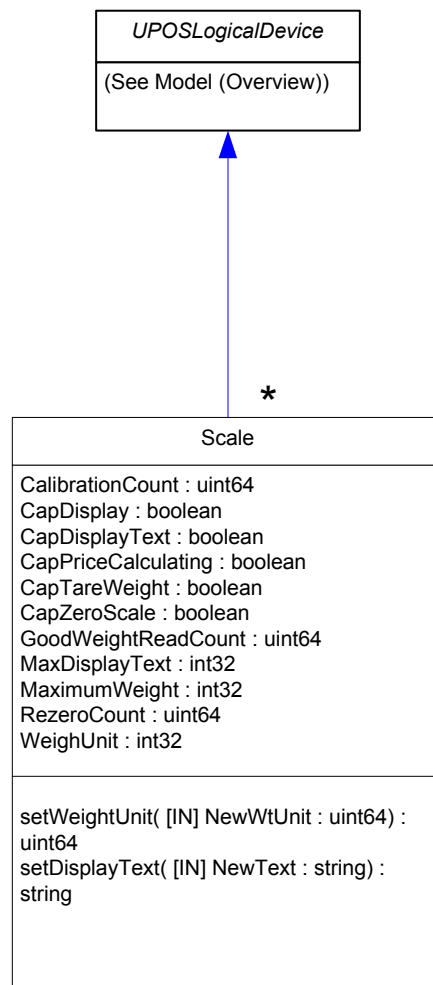 UPOSLogicalDevice
(See Model (Overview))
*
Scale
CalibrationCount : uint64
CapDisplay : boolean
CapDisplayText : boolean
CapPriceCalculating : boolean
CapTareWeight : boolean
CapZeroScale : boolean
GoodWeightReadCount : uint64
MaxDisplayText : int32
MaximumWeight : int32
RezeroCount : uint64
WeighUnit : int32
setWeightUnit( [IN] NewWtUnit : uint64) :
uint64
setDisplayText( [IN] NewText : string) :
string